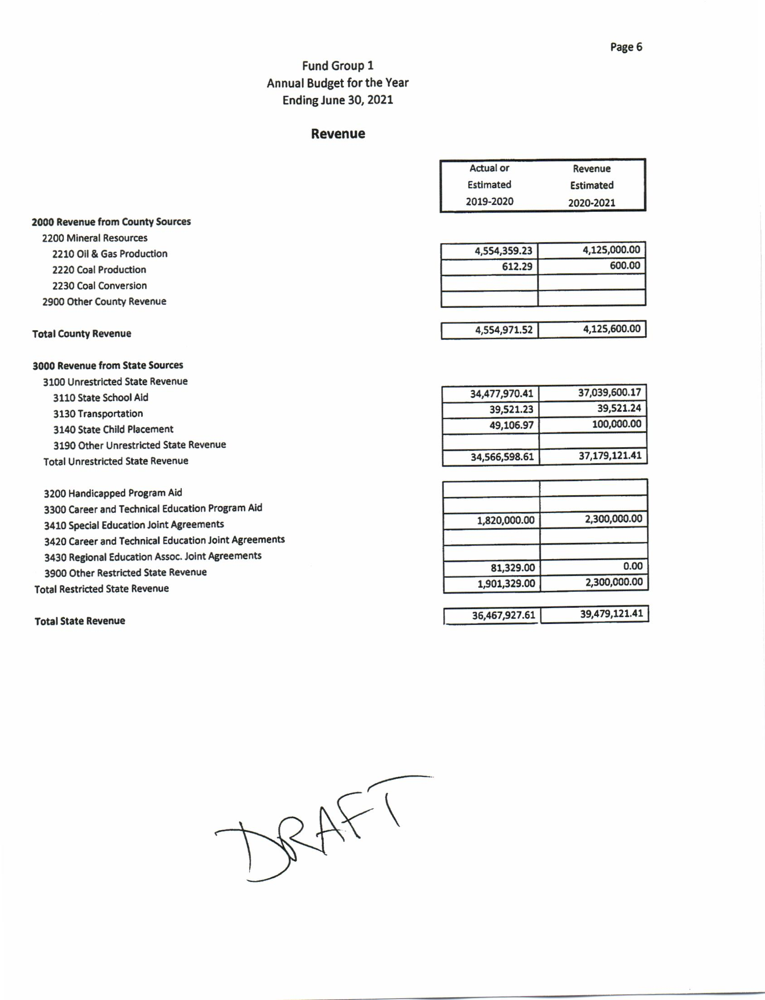 Page 6
Fund Group 1
Annual Budget for the Year
Ending June 30, 2021
Revenue
Actual or Revenue
Estimated Estimated
2019-2020 2020-2021
2000 Revenue from County Sources
2200 Mineral Resources
2210 Oil & Gas Production 4,554,359.23 4,125,000.00
2220 Coal Production 612.29 600.00
2230 Coal Conversion
2900 Other County Revenue
Total County Revenue 4,554,971.52 4,125,600.00
3000 Revenue from State Sources
3100 Unrestricted State Revenue
3110 State School Aid 34,477,970.41 37,039,600.17
3130 Transportation 39,521.23 39,521.24
3140 State Child Placement 49,106.97 100,000.00
3190 Other Unrestricted State Revenue
Total Unrestricted State Revenue 34,566,598.61 37,179,121.41
3200 Handicapped Program Aid
3300 Career and Technical Education Program Aid
3410 Special Education Joint Agreements 1,820,000.00 2,300,000.00
3420 Career and Technical Education Joint Agreements
3430 Regional Education Assoc. Joint Agreements
3900 Other Restricted State Revenue 81,329.00 0.00
Total Restricted State Revenue 1,901,329.00 2,300,000.00
Total State Revenue 36,467,927.61 39,479,121.41
DRAFT